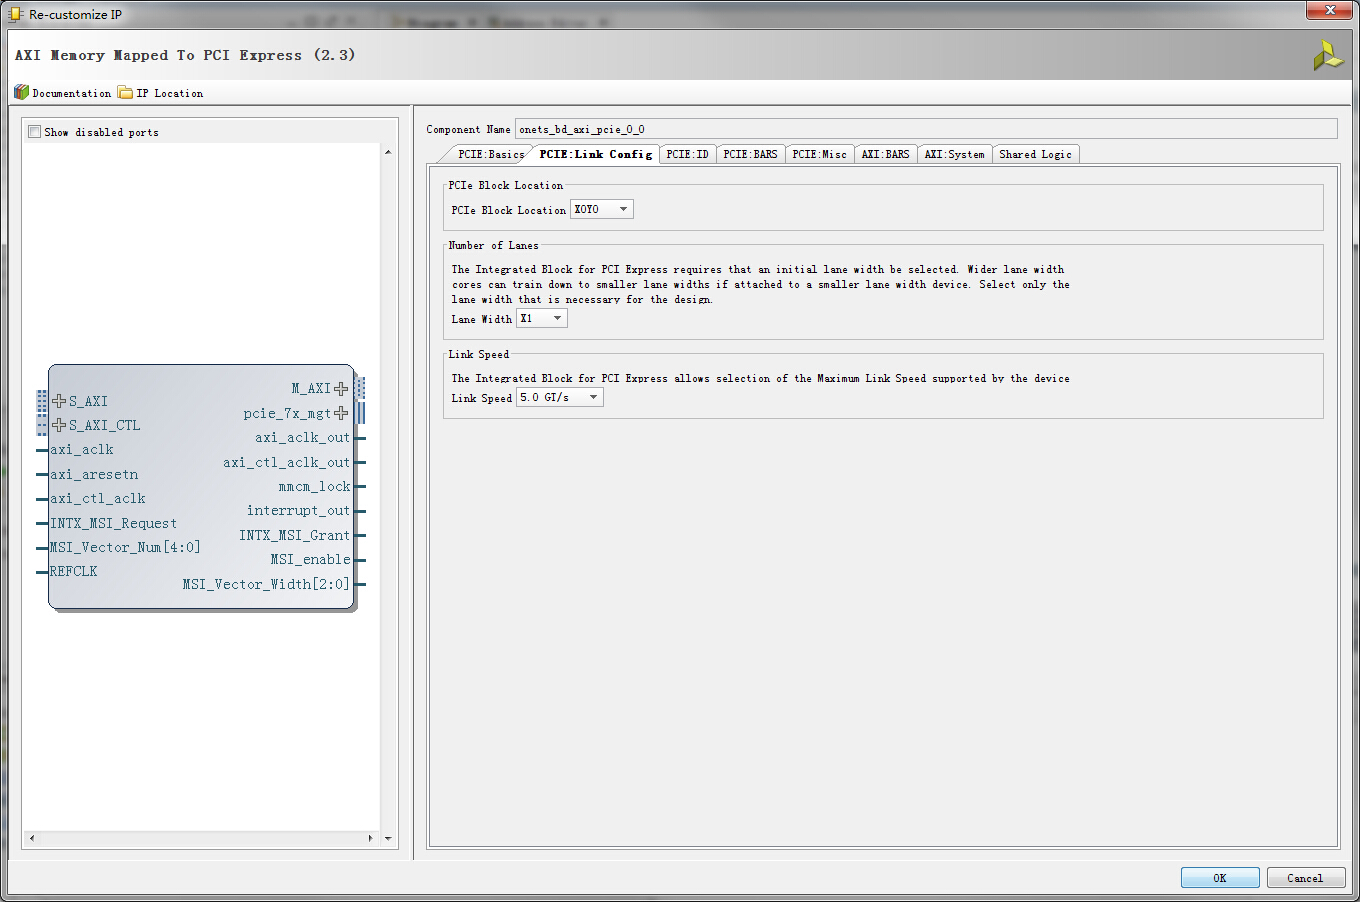 Re-customize IP
AXI Memory Mapped To PCI Express (2.3)
Documentation IP Location
Show disabled ports
S_AXI
S_AXI_CTL
axi_aclk
axi_aresetn
axi_ctl_aclk
INTX_MSI_Request
MSI_Vector_Num[4:0]
REFCLK
M_AXI
pcie_7x_mgt
axi_aclk_out
axi_ctl_aclk_out
mmcm_lock
interrupt_out
INTX_MSI_Grant
MSI_enable
MSI_Vector_Width[2:0]
Component Name onets_bd_axi_pcie_0_0
PCIE:Basics PCIE:Link Config PCIE:ID PCIE:BARS PCIE:Misc AXI:BARS AXI:System Shared Logic
PCIe Block Location
PCIe Block Location X0Y0
Number of Lanes
The Integrated Block for PCI Express requires that an initial lane width be selected. Wider lane width
cores can train down to smaller lane widths if attached to a smaller lane width device. Select only the
lane width that is necessary for the design.
Lane Width X1
Link Speed
The Integrated Block for PCI Express allows selection of the Maximum Link Speed supported by the device
Link Speed 5.0 GT/s
OK Cancel